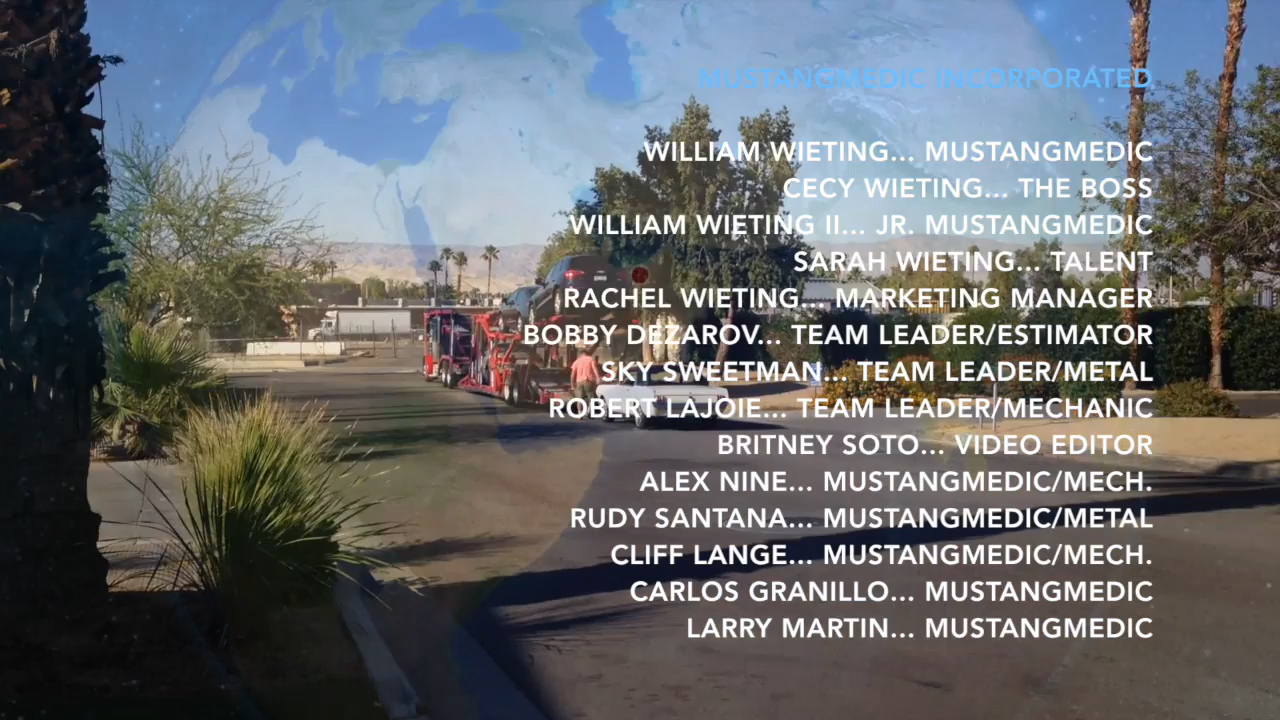 MUSTANGMEDIC INCORPORATED
WILLIAM WIETING... MUSTANGMEDIC
CECY WIETING... THE BOSS
WILLIAM WIETING II... JR. MUSTANGMEDIC
SARAH WIETING... TALENT
RACHEL WIETING... MARKETING MANAGER
BOBBY DEZAROV... TEAM LEADER/ESTIMATOR
SKY SWEETMAN... TEAM LEADER/METAL
ROBERT LAJOIE... TEAM LEADER/MECHANIC
BRITNEY SOTO... VIDEO EDITOR
ALEX NINE... MUSTANGMEDIC/MECH.
RUDY SANTANA... MUSTANGMEDIC/METAL
CLIFF LANGE... MUSTANGMEDIC/MECH.
CARLOS GRANILLO... MUSTANGMEDIC
LARRY MARTIN... MUSTANGMEDIC